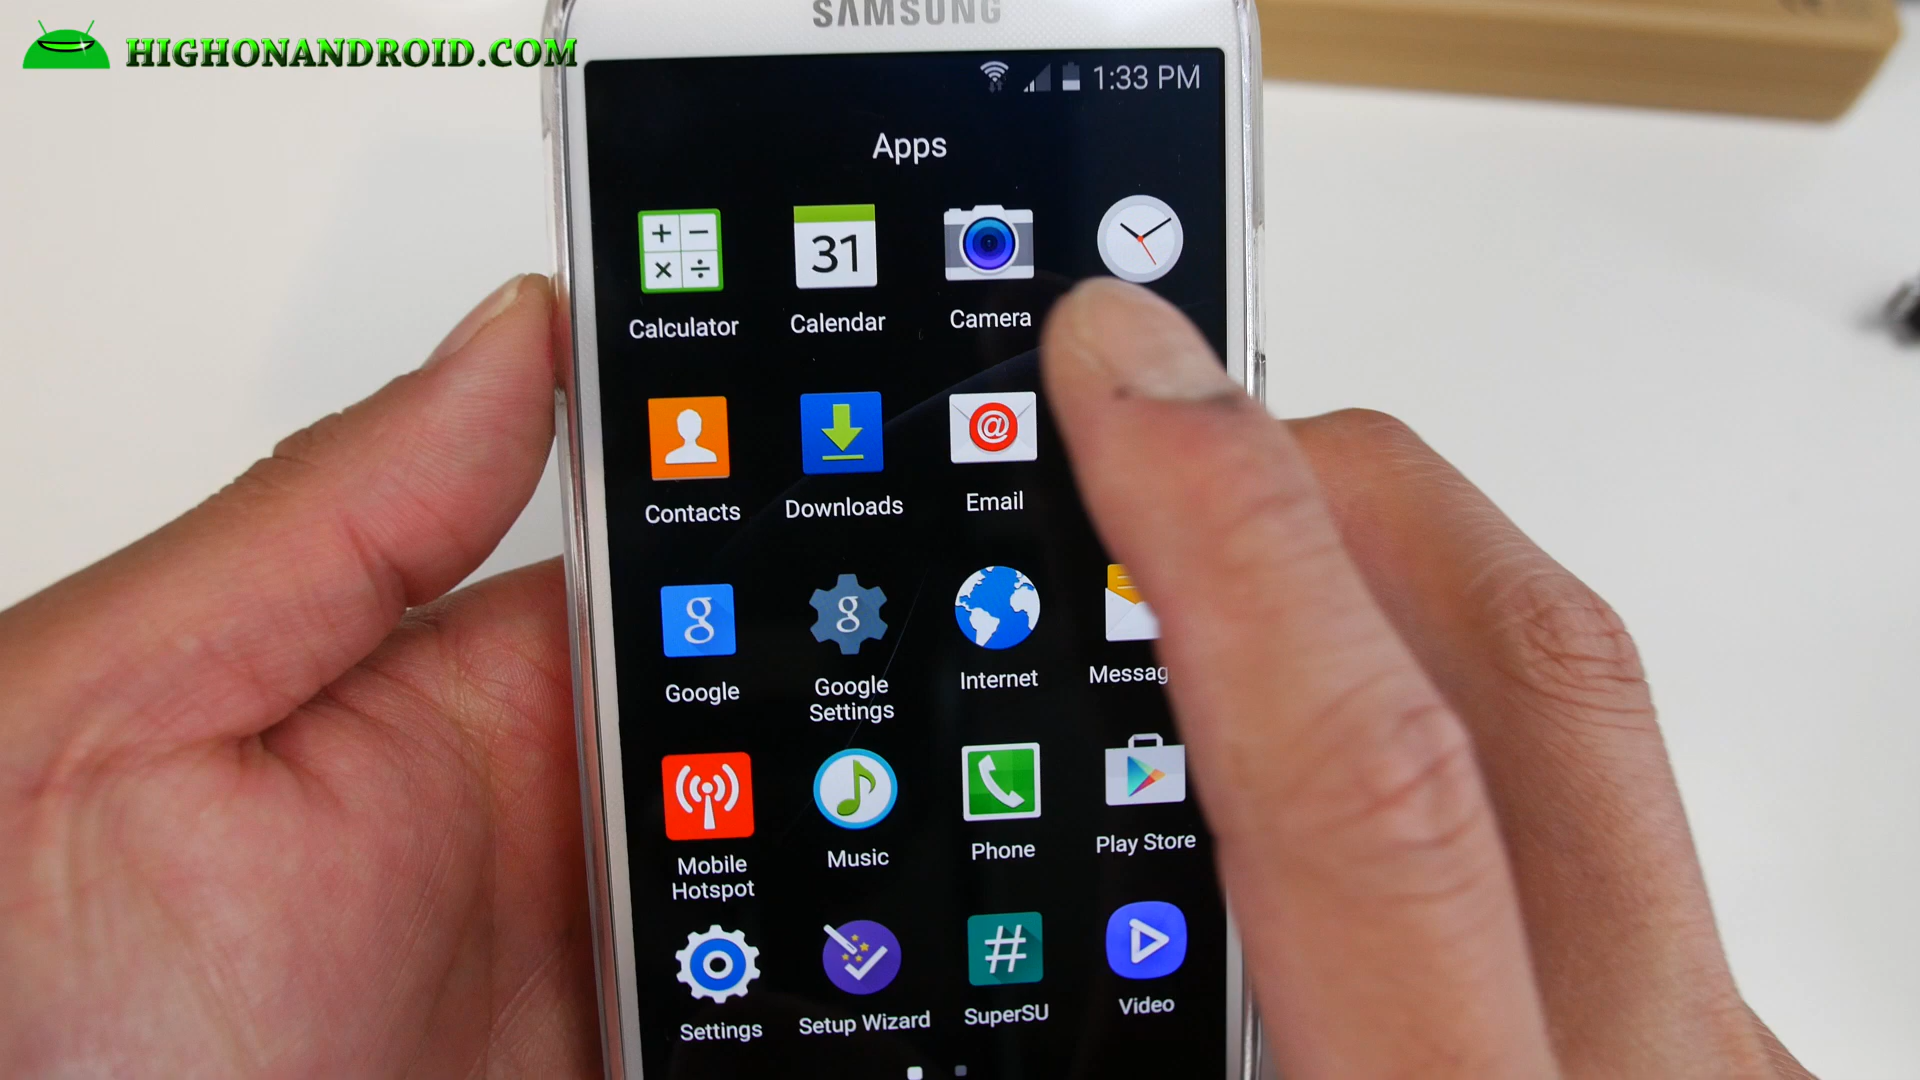 HIGHONANDROID.COM
SAMSUNG
1:33 PM
Apps
31
Calculator
Calendar
Camera
@
Contacts
Downloads
Email
g
g
Google
Google
Settings
Internet
Messag
Mobile
Hotspot
Music
Phone
Play Store
#
Settings
Setup Wizard
SuperSU
Video